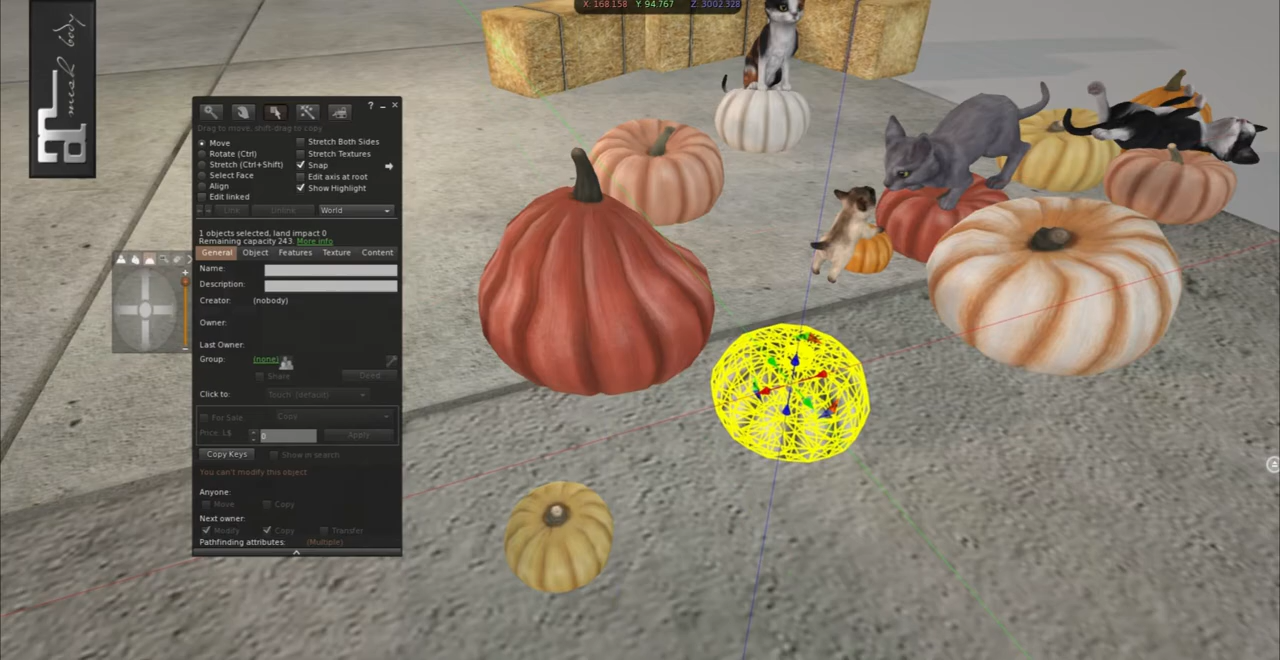 X: 168.158 Y: 94.767 Z: 3002.328
mesh body
? _ ×
Drag to move, shift-drag to copy
Move
Rotate (Ctrl)
Stretch (Ctrl+Shift)
Select Face
Align
Edit linked
Stretch Both Sides
Stretch Textures
Snap
Edit axis at root
Show Highlight
Link
Unlink
World
1 objects selected, land impact 0
Remaining capacity 243. More info
General Object Features Texture Content
Name:
Description:
Creator: (nobody)
Owner:
Last Owner:
Group: (none)
Share
Deed
Click to: Touch (default)
For Sale
Copy
Price: L$ 0
Apply
Copy Keys
Show in search
You can't modify this object
Anyone:
Move Copy
Next owner:
Modify Copy Transfer
Pathfinding attributes: (Multiple)